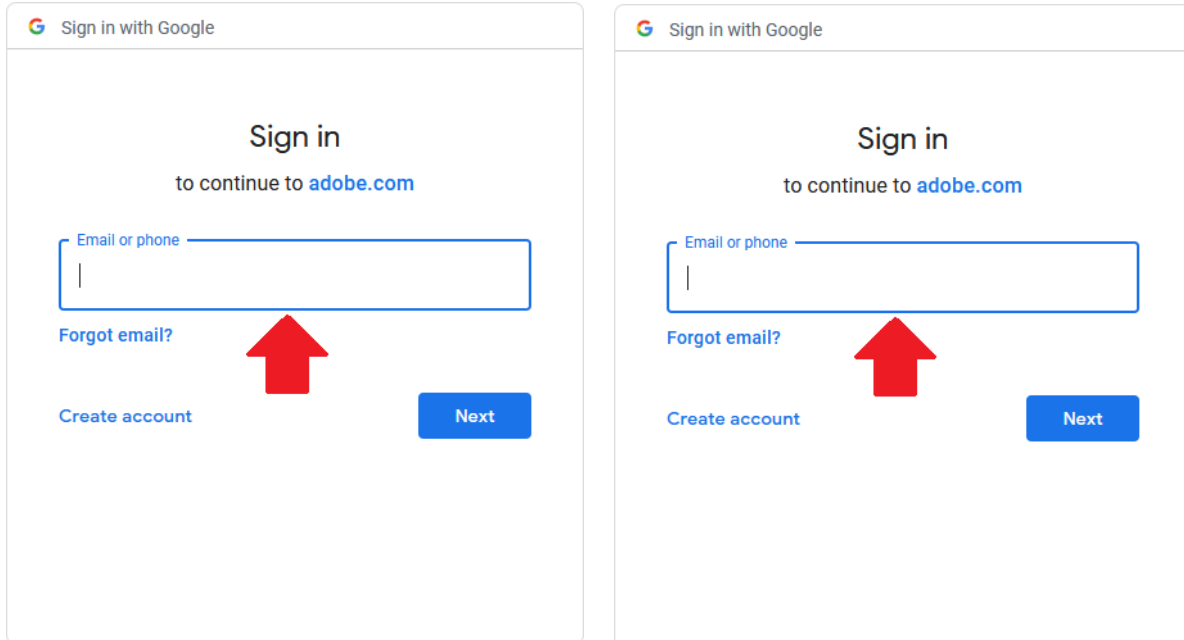 Sign in with Google
Sign in
to continue to adobe.com
Email or phone
Forgot email?
Create account
Next
Sign in with Google
Sign in
to continue to adobe.com
Email or phone
Forgot email?
Create account
Next